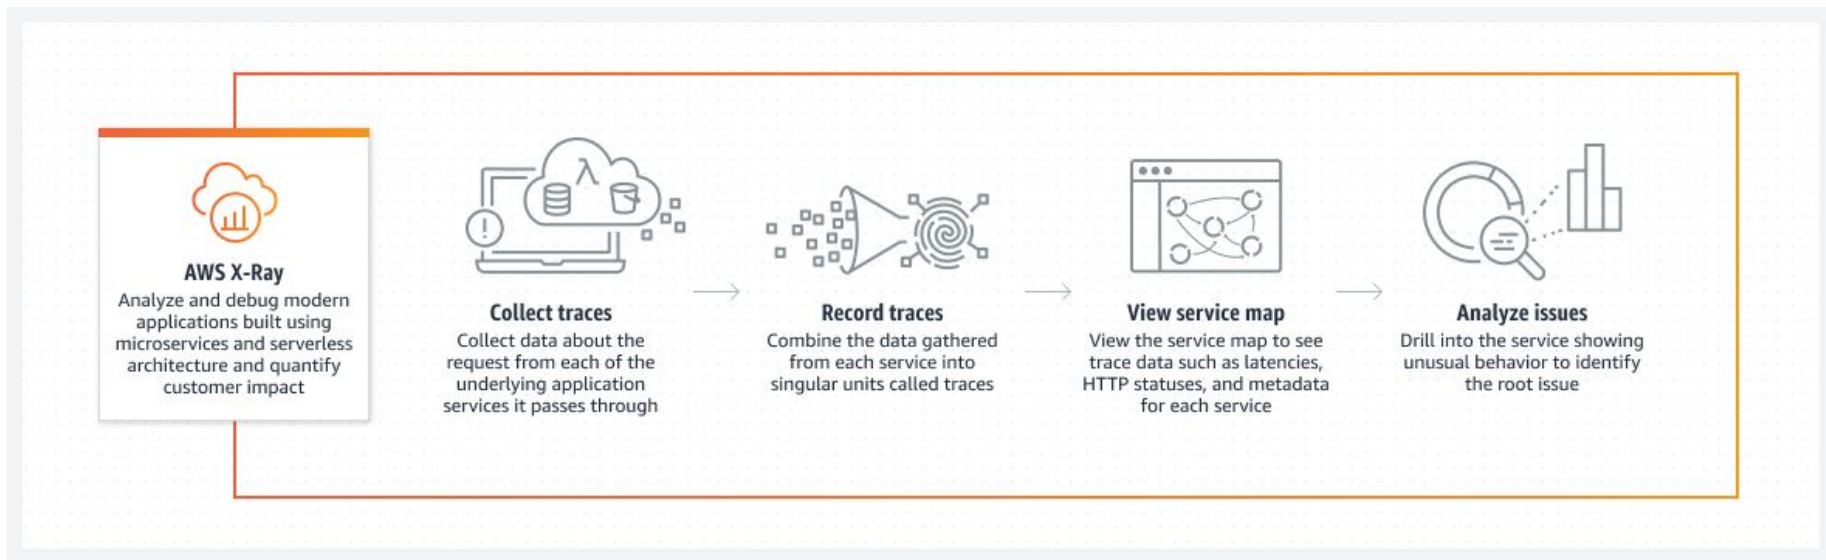 AWS X-Ray
Analyze and debug modern
applications built using
microservices and serverless
architecture and quantify
customer impact
Collect traces
Collect data about the
request from each of the
underlying application
services it passes through
Record traces
Combine the data gathered
from each service into
singular units called traces
View service map
View the service map to see
trace data such as latencies,
HTTP statuses, and metadata
for each service
Analyze issues
Drill into the service showing
unusual behavior to identify
the root issue